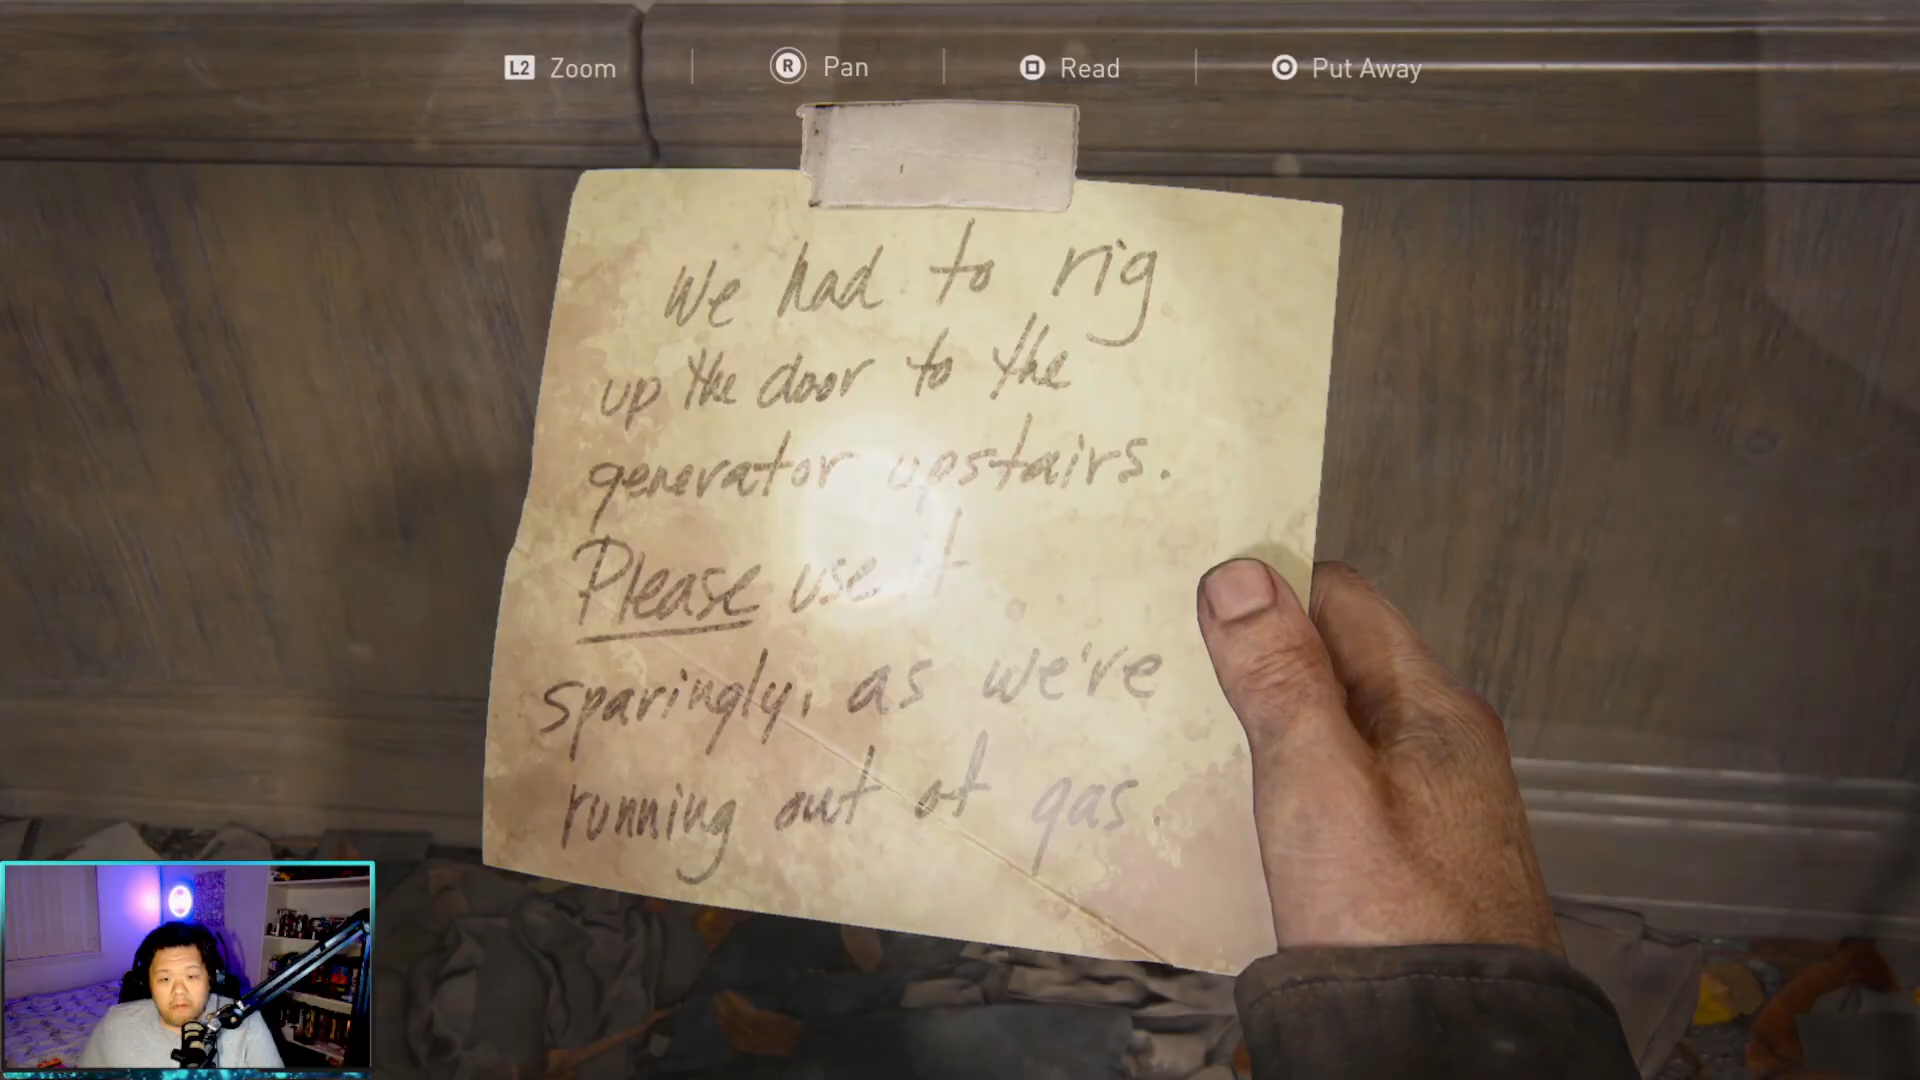 L2 Zoom R Pan Read Put Away
We had to rig
up the door to the
generator upstairs.
Please use it
sparingly, as we're
running out of gas.